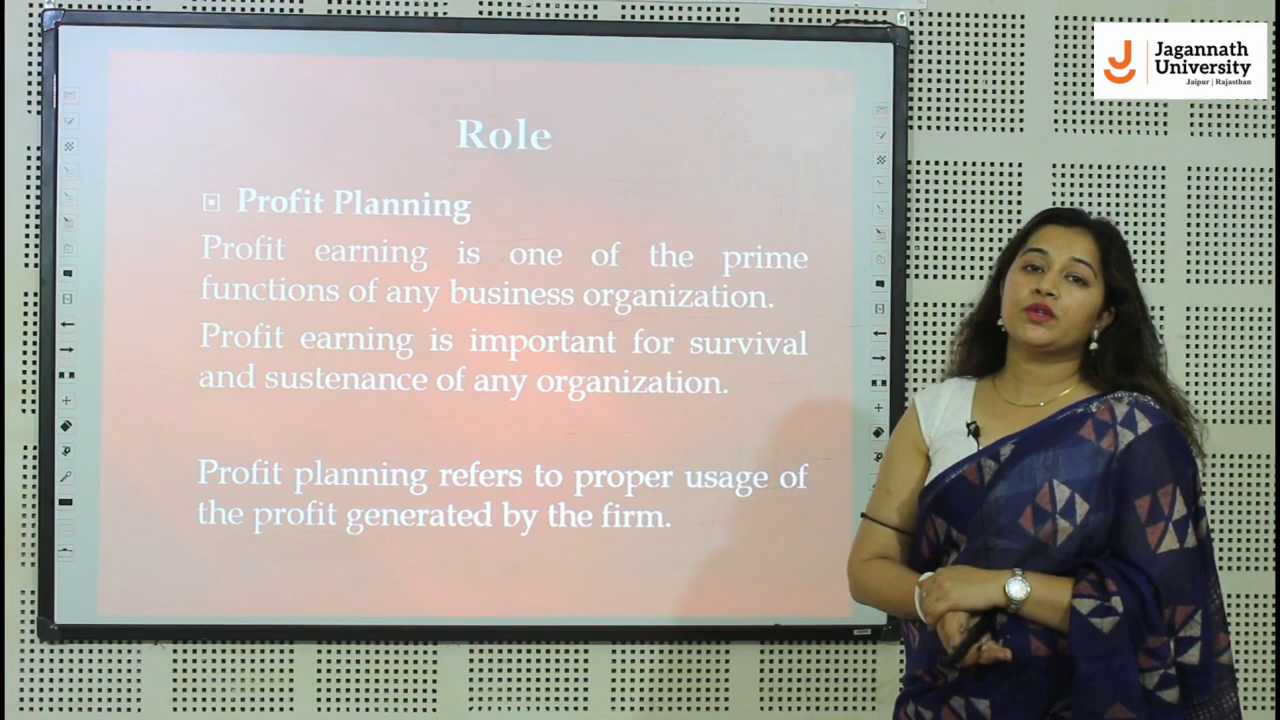 Jagannath
University
Jaipur | Rajasthan
Role
Profit Planning
Profit earning is one of the prime
functions of any business organization.
Profit earning is important for survival
and sustenance of any organization.
Profit planning refers to proper usage of
the profit generated by the firm.